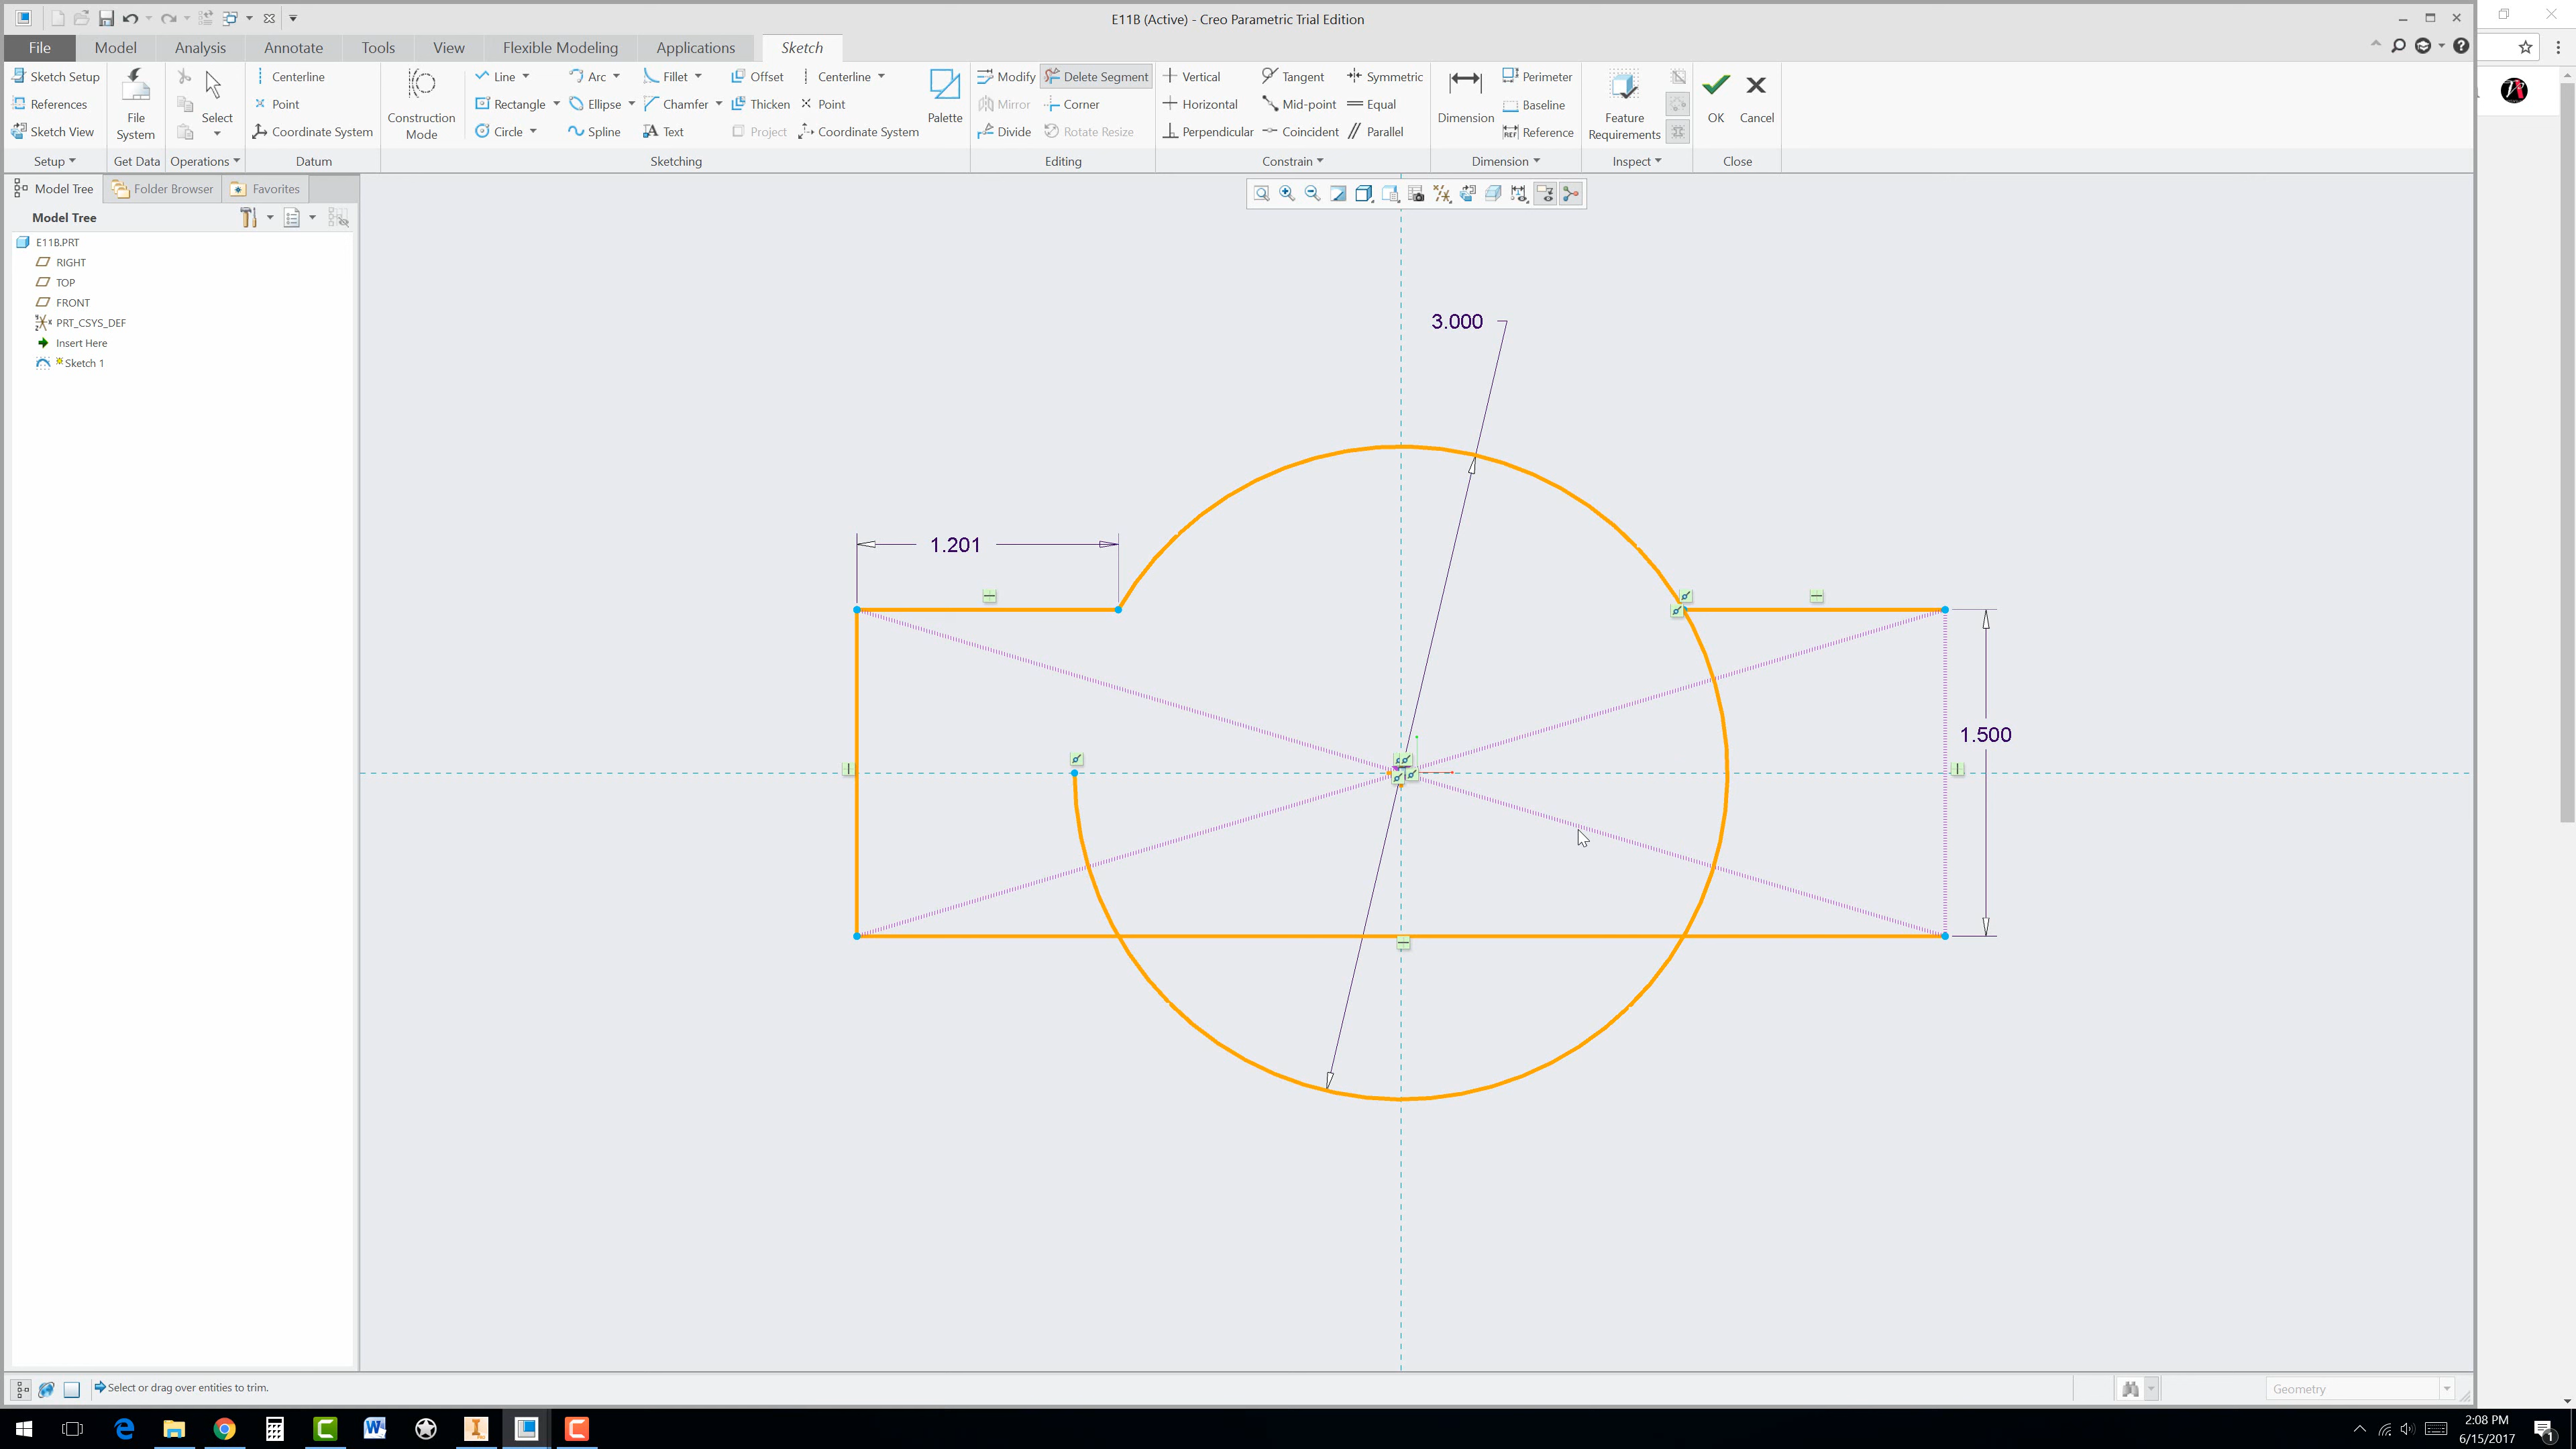 E11B (Active) - Creo Parametric Trial Edition
File Model Analysis Annotate Tools View Flexible Modeling Applications Sketch
Sketch Setup Centerline Line Arc Fillet Offset Centerline Modify Delete Segment Vertical Tangent Symmetric Perimeter
References Point Rectangle Ellipse Chamfer Thicken Point Mirror Corner Horizontal Mid-point Equal Baseline
Sketch View Coordinate System Circle Spline Text Project Coordinate System Divide Rotate Resize Perpendicular Coincident Parallel Reference
File System Select Construction Mode Palette Dimension Feature Requirements OK Cancel
Setup Get Data Operations Datum Sketching Editing Constrain Dimension Inspect Close
Model Tree Folder Browser Favorites
Model Tree
E11B.PRT
RIGHT
TOP
FRONT
PRT_CSYS_DEF
Insert Here
Sketch 1
3.000
1.201
1.500
Select or drag over entities to trim.
Geometry
2:08 PM
6/15/2017
1